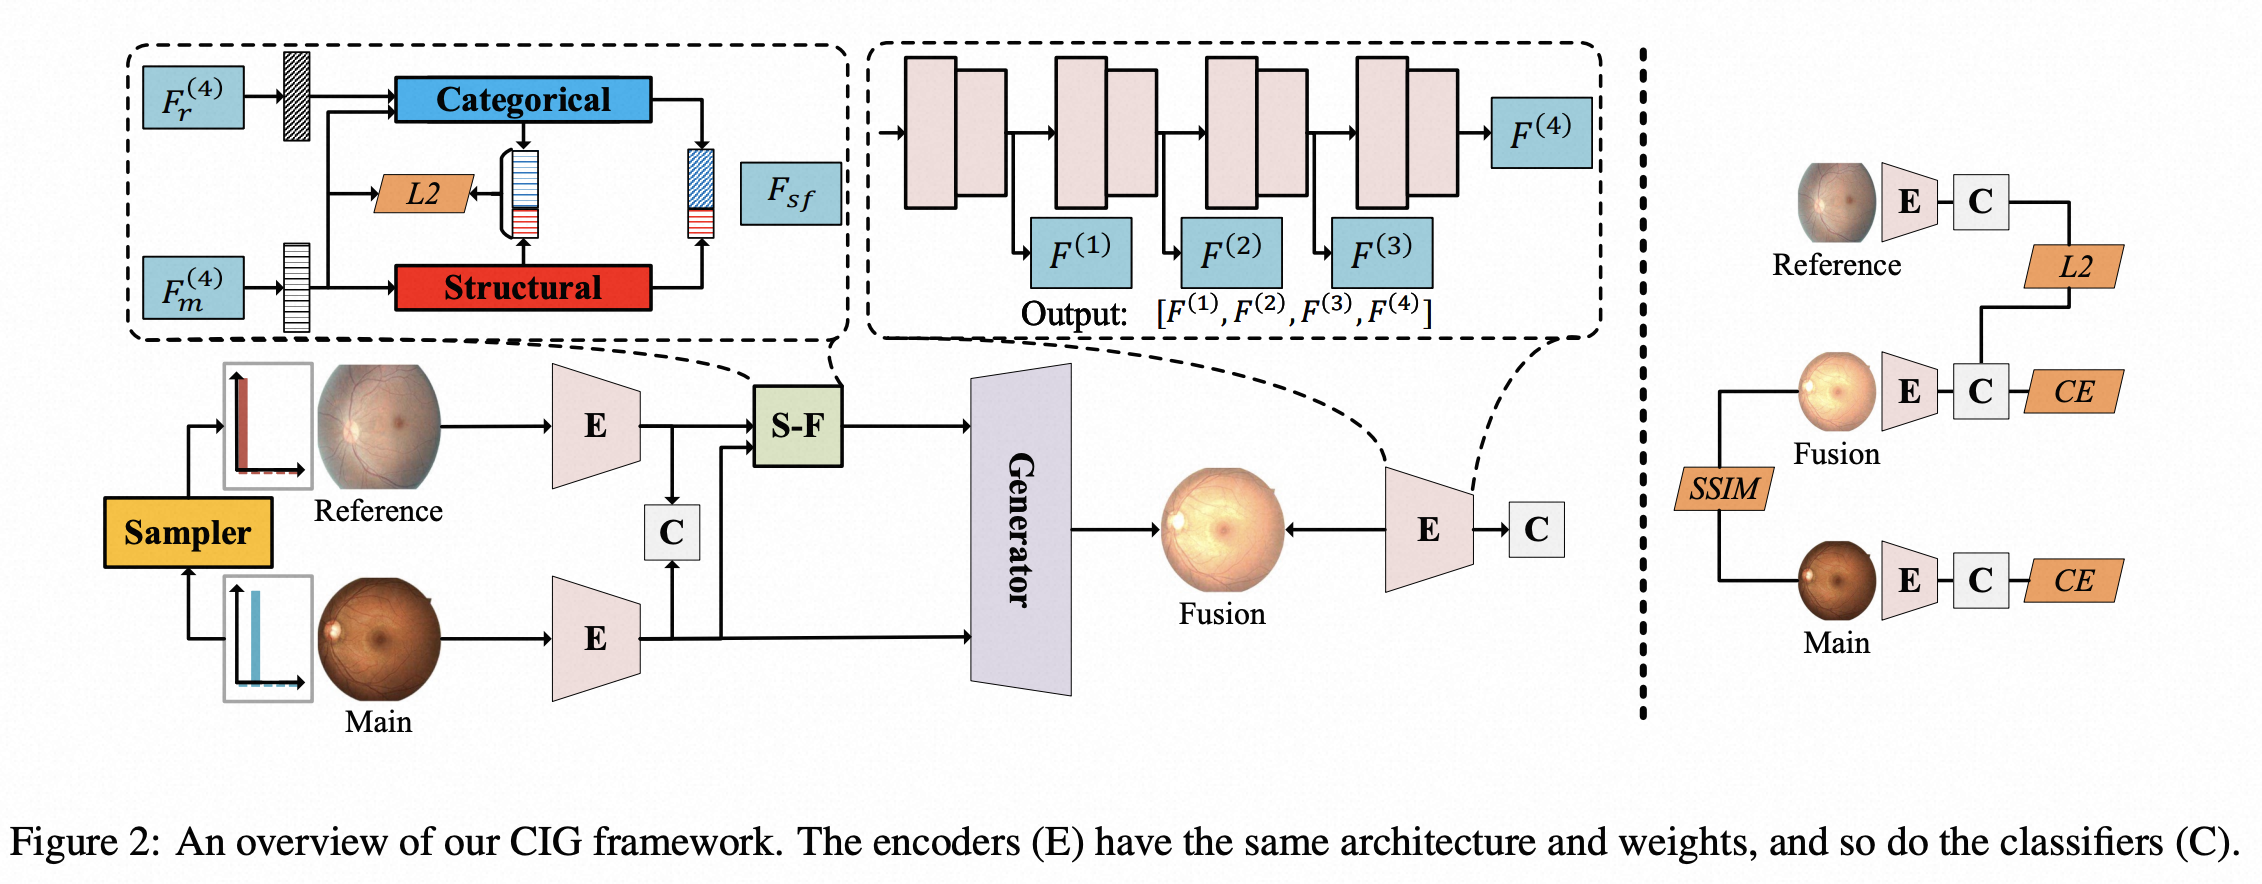 F_r^(4)
Categorical
L2
F_sf
F_m^(4)
Structural
F^(4)
F^(1)
F^(2)
F^(3)
Output: [F^(1), F^(2), F^(3), F^(4)]
Reference
E
S-F
Sampler
C
Generator
E
Main
Fusion
E
C
E
C
Reference
L2
E
C
CE
Fusion
SSIM
E
C
CE
Main
Figure 2: An overview of our CIG framework. The encoders (E) have the same architecture and weights, and so do the classifiers (C).